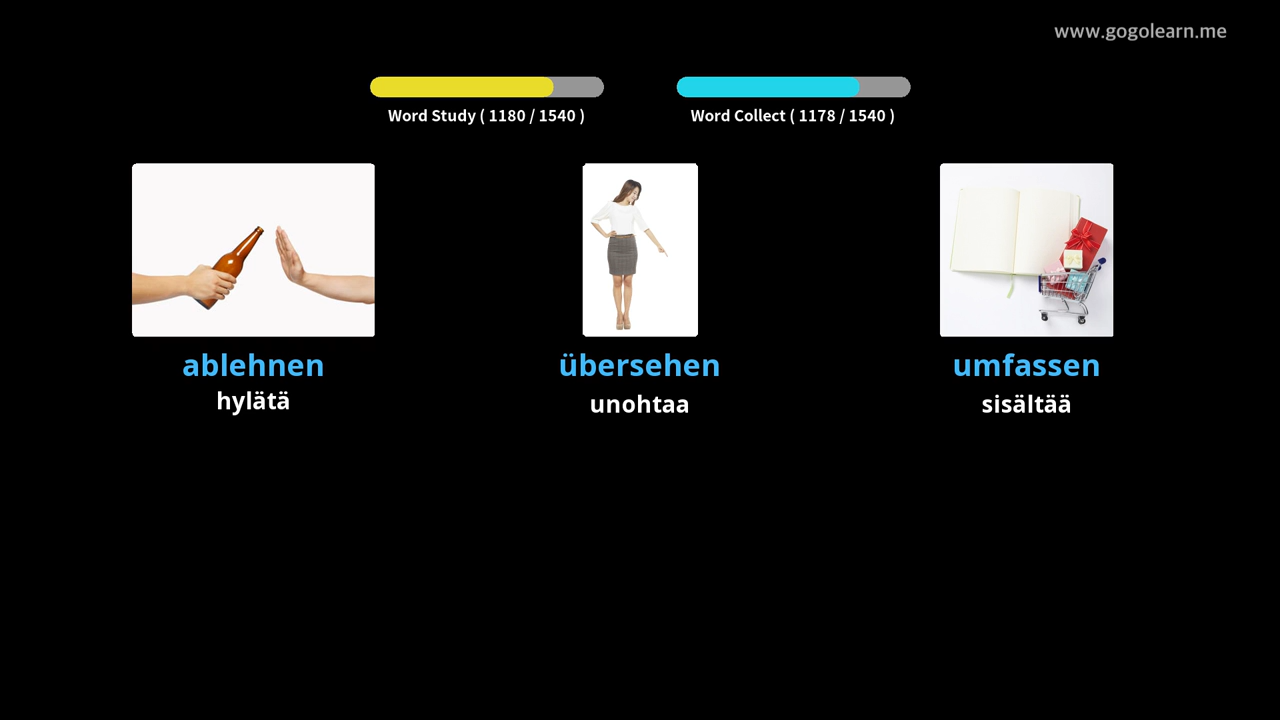 www.gogolearn.me
Word Study ( 1180 / 1540 )
Word Collect ( 1178 / 1540 )
ablehnen
hylätä
übersehen
unohtaa
umfassen
sisältää